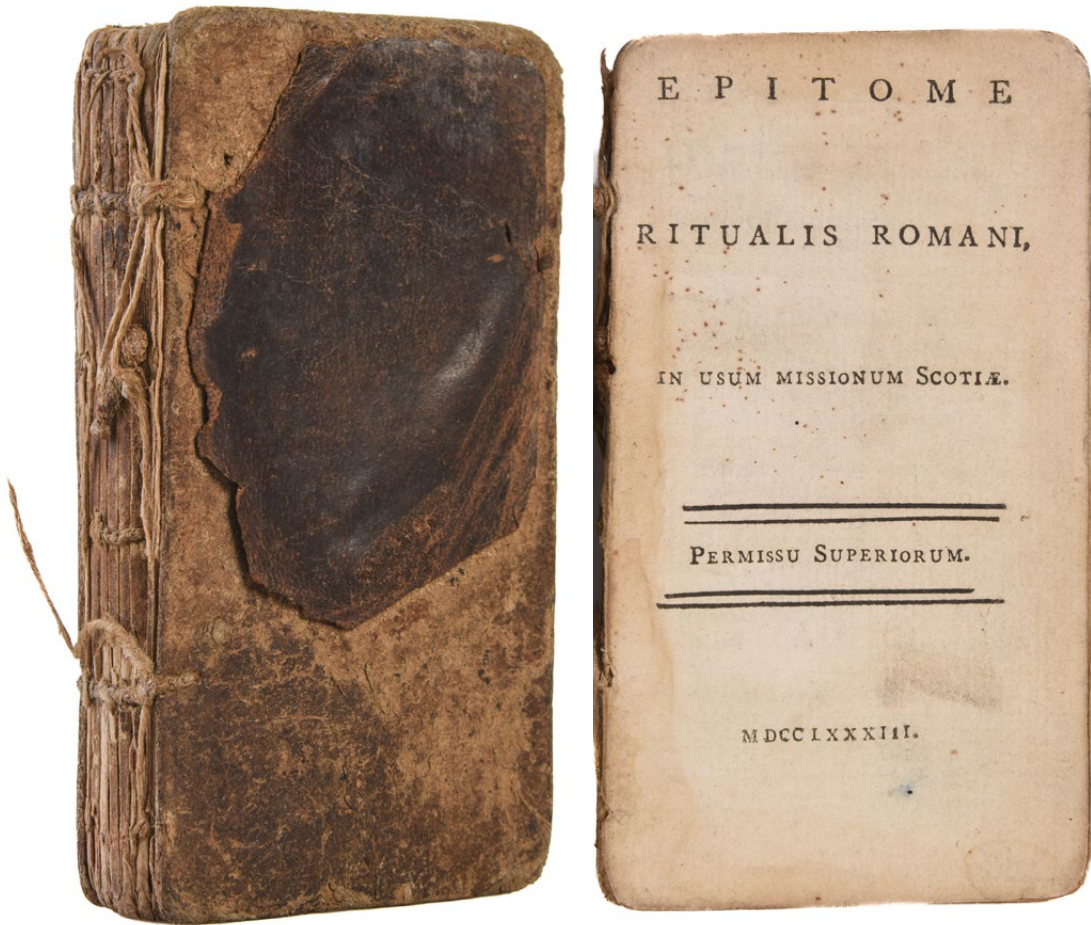 EPITOME
RITUALIS ROMANI,
IN USUM MISSIONUM SCOTIÆ.
PERMISSU SUPERIORUM.
MDCCLXXXIII.